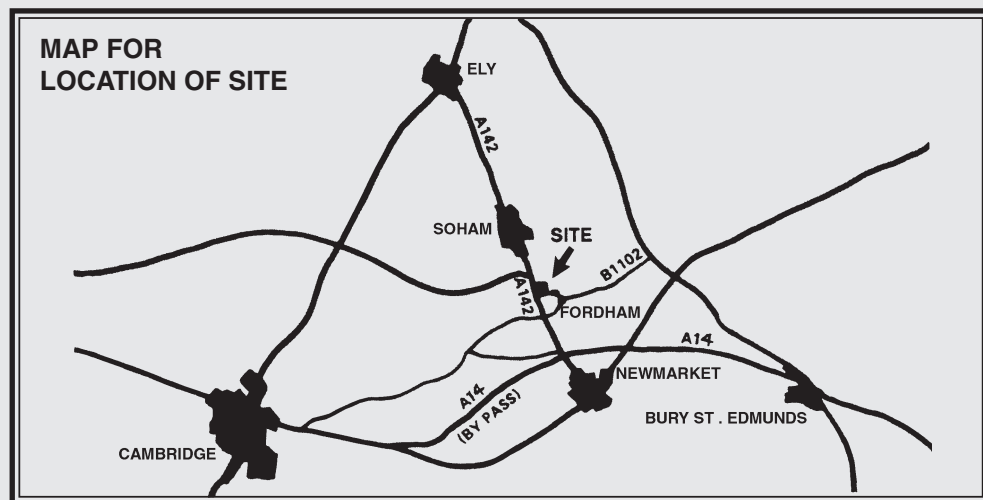 MAP FOR
LOCATION OF SITE
ELY
A142
SOHAM
SITE
B1102
A142
FORDHAM
A14
NEWMARKET
A14
(BY PASS)
BURY ST . EDMUNDS
CAMBRIDGE